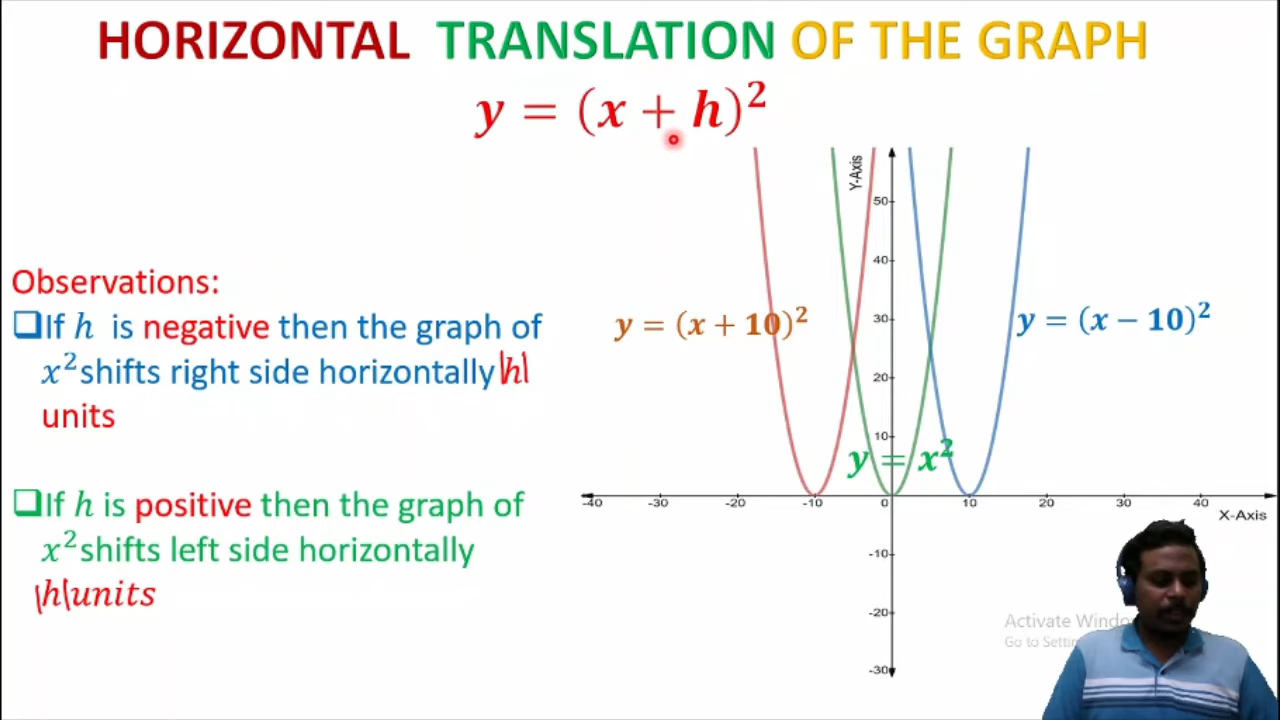 HORIZONTAL TRANSLATION OF THE GRAPH
y = (x + h)²
Observations:
❑If h is negative then the graph of
x² shifts right side horizontally |h|
units
❑If h is positive then the graph of
x² shifts left side horizontally
|h| units
Y-Axis
50
40
30
20
10
y = (x + 10)²
y = (x − 10)²
y = x²
-40 -30 -20 -10 0 10 20 30 40
X-Axis
-10
-20
-30
Activate Windo
Go to Settin